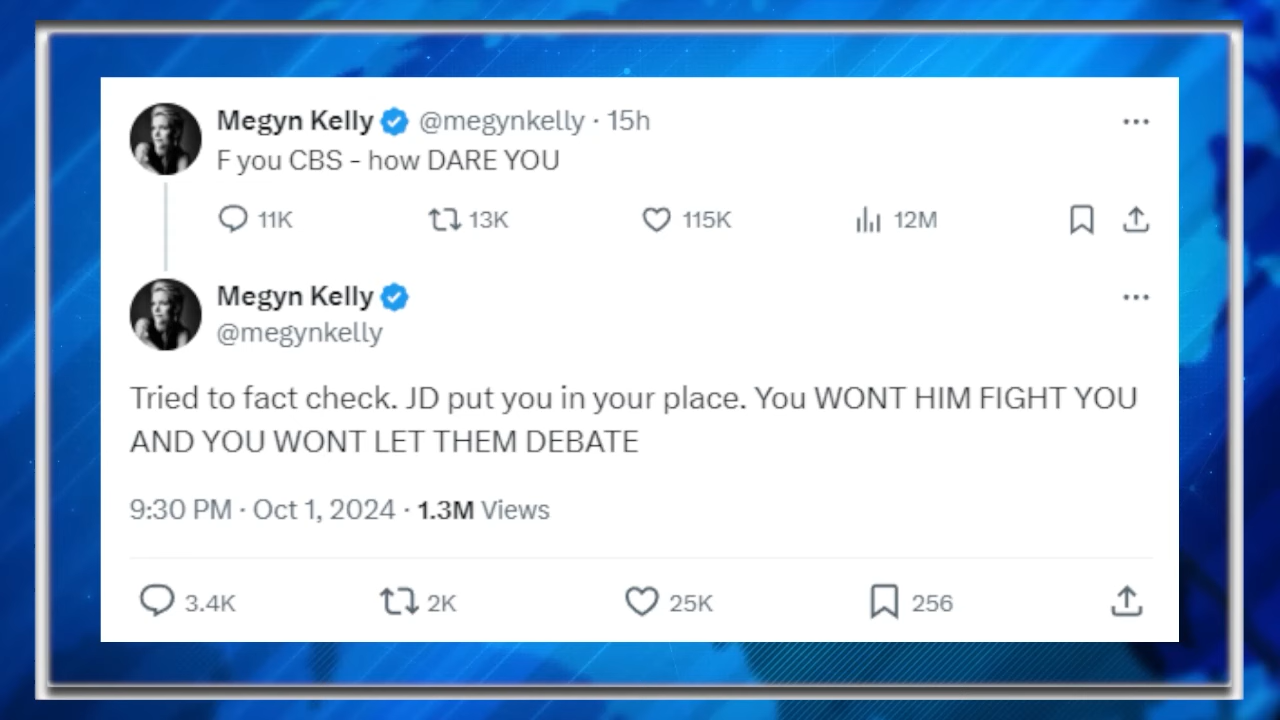 Megyn Kelly @megynkelly · 15h
F you CBS - how DARE YOU
11K 13K 115K 12M
Megyn Kelly
@megynkelly
Tried to fact check. JD put you in your place. You WONT HIM FIGHT YOU
AND YOU WONT LET THEM DEBATE
9:30 PM · Oct 1, 2024 · 1.3M Views
3.4K 2K 25K 256